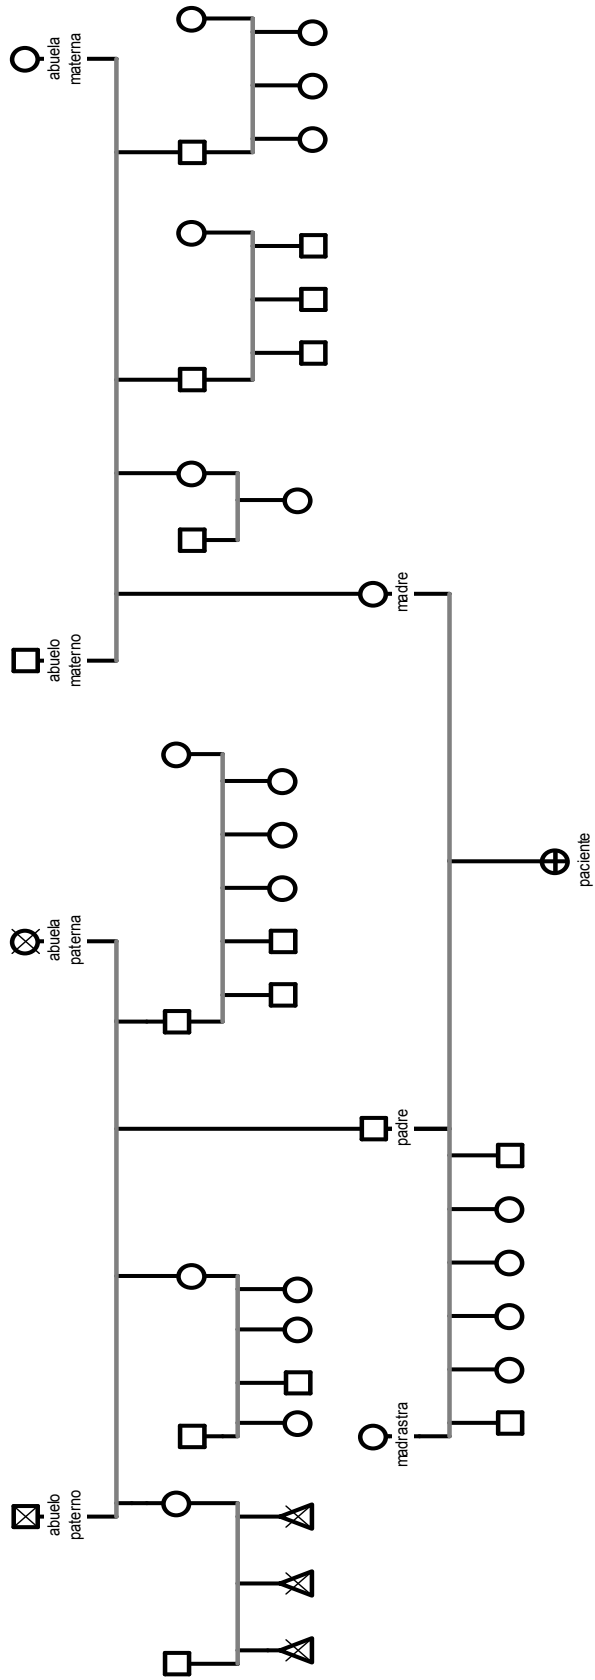 abuela
materna
abuelo
materno
madre
abuela
paterna
paciente
padre
madrastra
abuelo
paterno